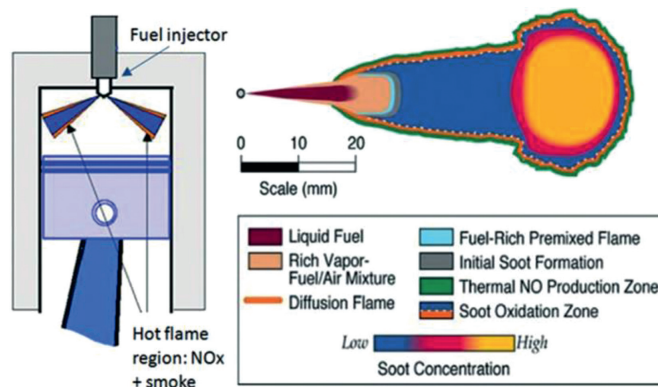 Fuel injector
Hot flame
region: NOx
+ smoke
0 10 20
Scale (mm)
Liquid Fuel
Rich Vapor-
Fuel/Air Mixture
Diffusion Flame
Fuel-Rich Premixed Flame
Initial Soot Formation
Thermal NO Production Zone
Soot Oxidation Zone
Low High
Soot Concentration